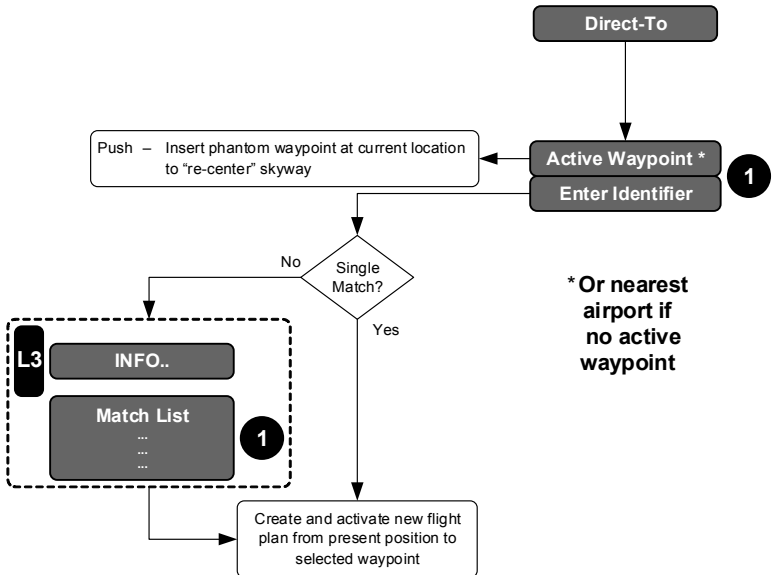 Direct-To
Push – Insert phantom waypoint at current location
to “re-center” skyway
Active Waypoint *
Enter Identifier
1
Single
Match?
No
Yes
* Or nearest
airport if
no active
waypoint
L3
INFO..
Match List
...
...
...
1
Create and activate new flight
plan from present position to
selected waypoint